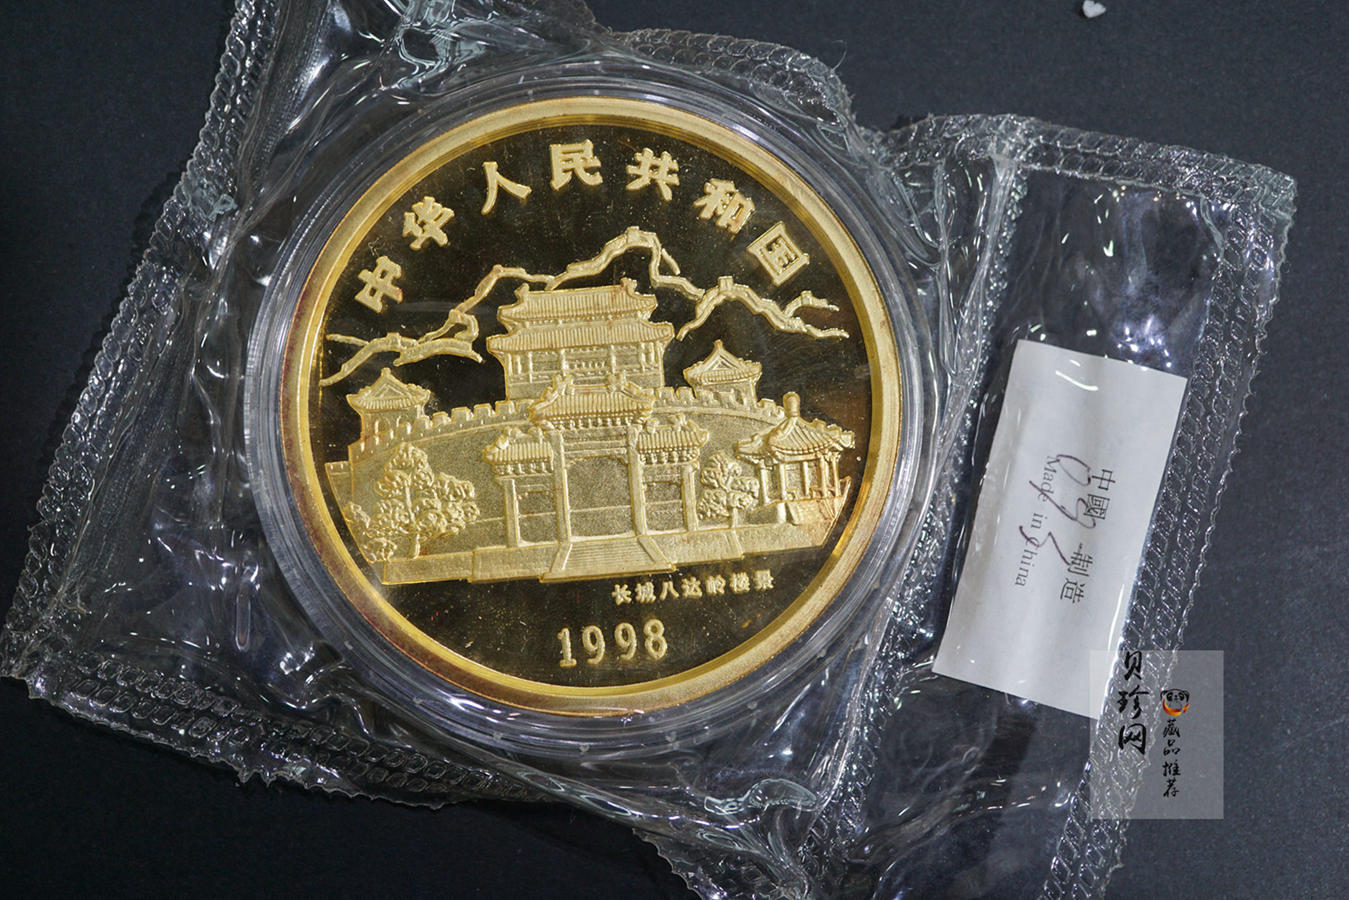 中华人民共和国
长城八达岭楼景
1998
中國 制造
Made in China
贝珍网
藏品推荐